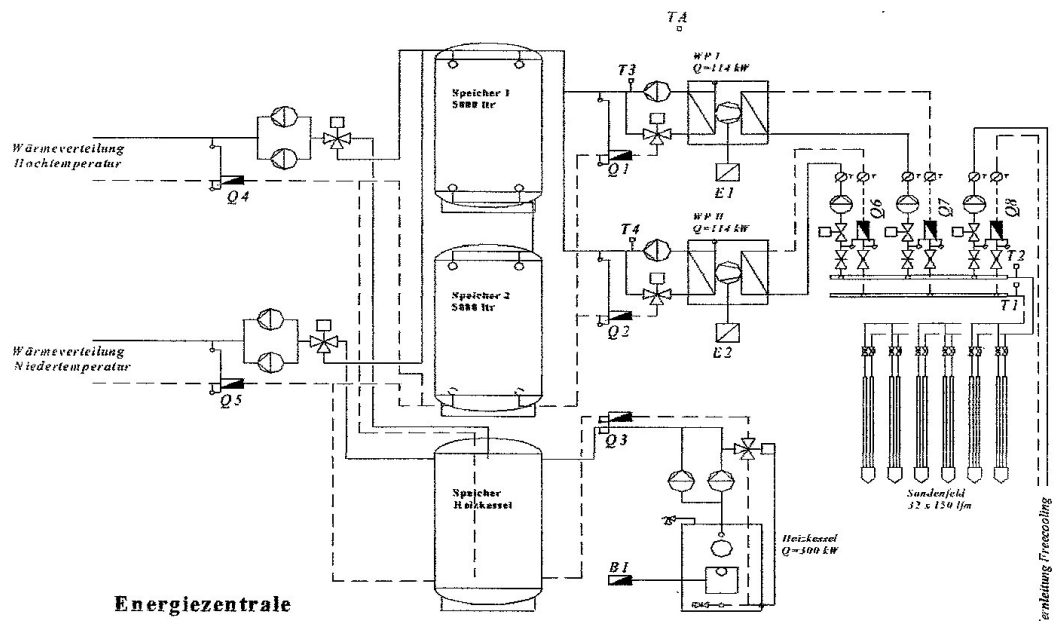 TA
WP I
Q=114 kW
T3
Speicher 1
5000 ltr
Wärmeverteilung
Hochtemperatur
Q4
Q1
E1
Q6
Q7
Q8
WP II
Q=114 kW
T4
T2
T1
Speicher 2
5000 ltr
Wärmeverteilung
Niedertemperatur
Q2
E2
Q5
Q3
Speicher
Heizkessel
Sondenfeld
32 x 150 lfm
Heizkessel
Q=300 kW
B1
Freecooling
Energiezentrale